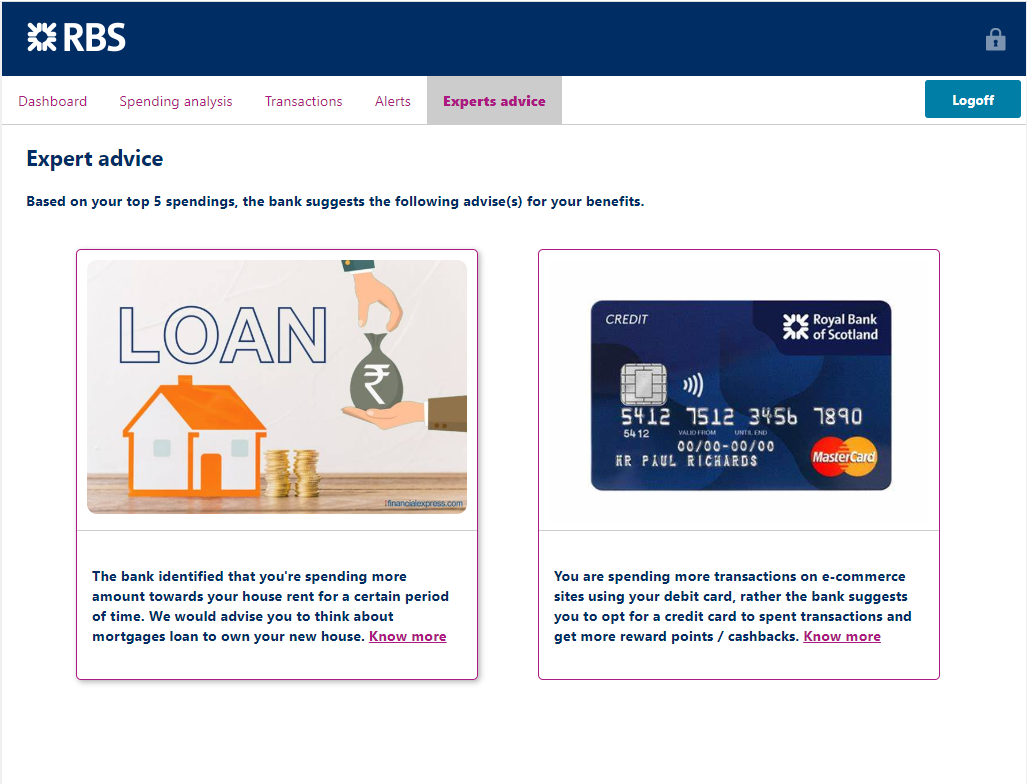 RBS
Dashboard Spending analysis Transactions Alerts Experts advice Logoff
Expert advice
Based on your top 5 spendings, the bank suggests the following advise(s) for your benefits.
LOAN
₹
financialexpress.com
The bank identified that you're spending more
amount towards your house rent for a certain period
of time. We would advise you to think about
mortgages loan to own your new house. Know more
CREDIT
Royal Bank
of Scotland
5412 7512 3456 7890
5412
VALID FROM UNTIL END
00/00-00/00
MR PAUL RICHARDS
MasterCard
You are spending more transactions on e-commerce
sites using your debit card, rather the bank suggests
you to opt for a credit card to spent transactions and
get more reward points / cashbacks. Know more